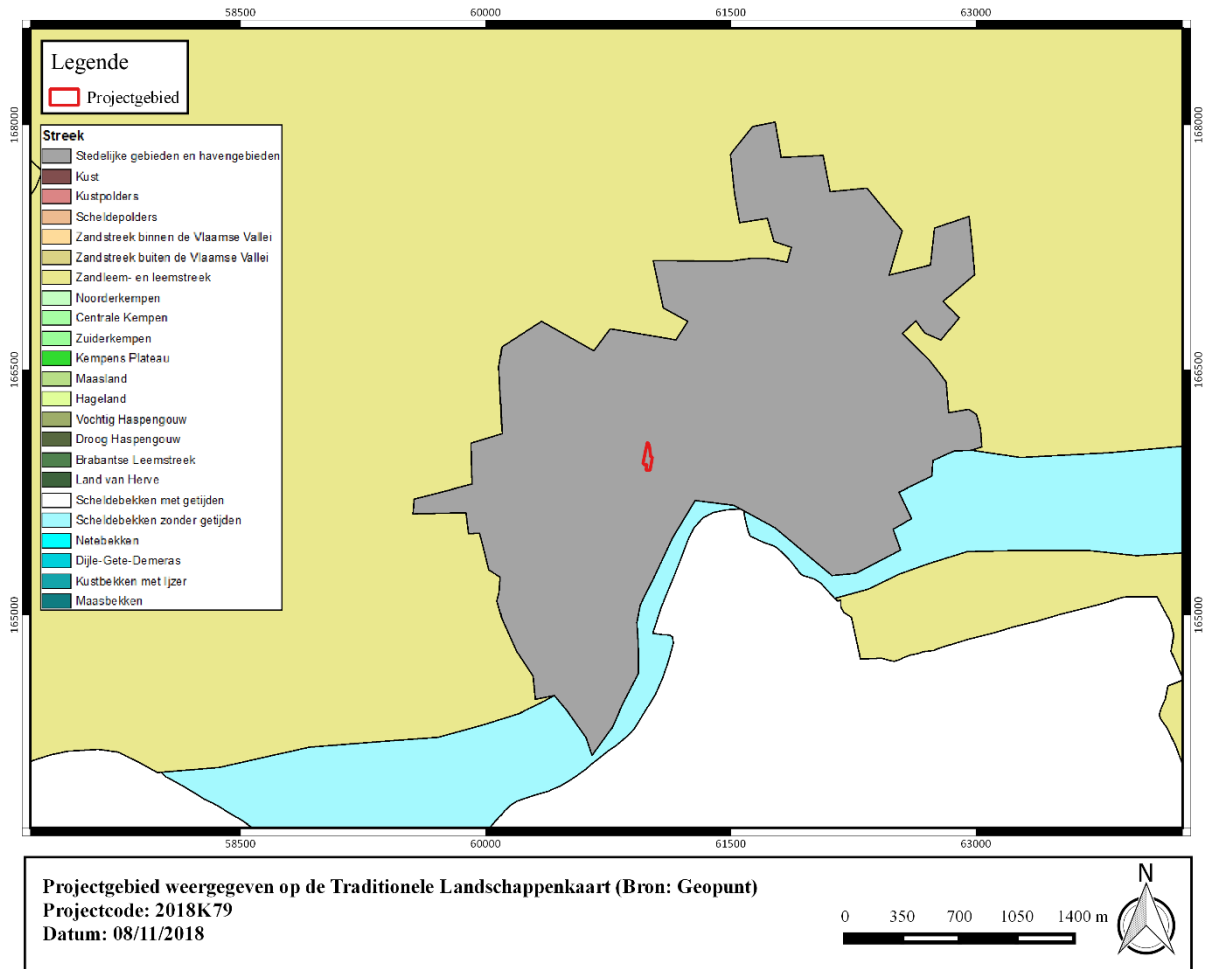 58500 60000 61500 63000
Legende
Projectgebied
168000 168000
Streek
Stedelijke gebieden en havengebieden
Kust
Kustpolders
Scheldepolders
Zandstreek binnen de Vlaamse Vallei
Zandstreek buiten de Vlaamse Vallei
Zandleem- en leemstreek
Noorderkempen
Centrale Kempen
Zuiderkempen
Kempens Plateau
Maasland
Hageland
Vochtig Haspengouw
Droog Haspengouw
Brabantse Leemstreek
Land van Herve
Scheldebekken met getijden
Scheldebekken zonder getijden
Netebekken
Dijle-Gete-Demeras
Kustbekken met Ijzer
Maasbekken
166500 166500
165000 165000
58500 60000 61500 63000
Projectgebied weergegeven op de Traditionele Landschappenkaart (Bron: Geopunt)
Projectcode: 2018K79
Datum: 08/11/2018
0 350 700 1050 1400 m
N